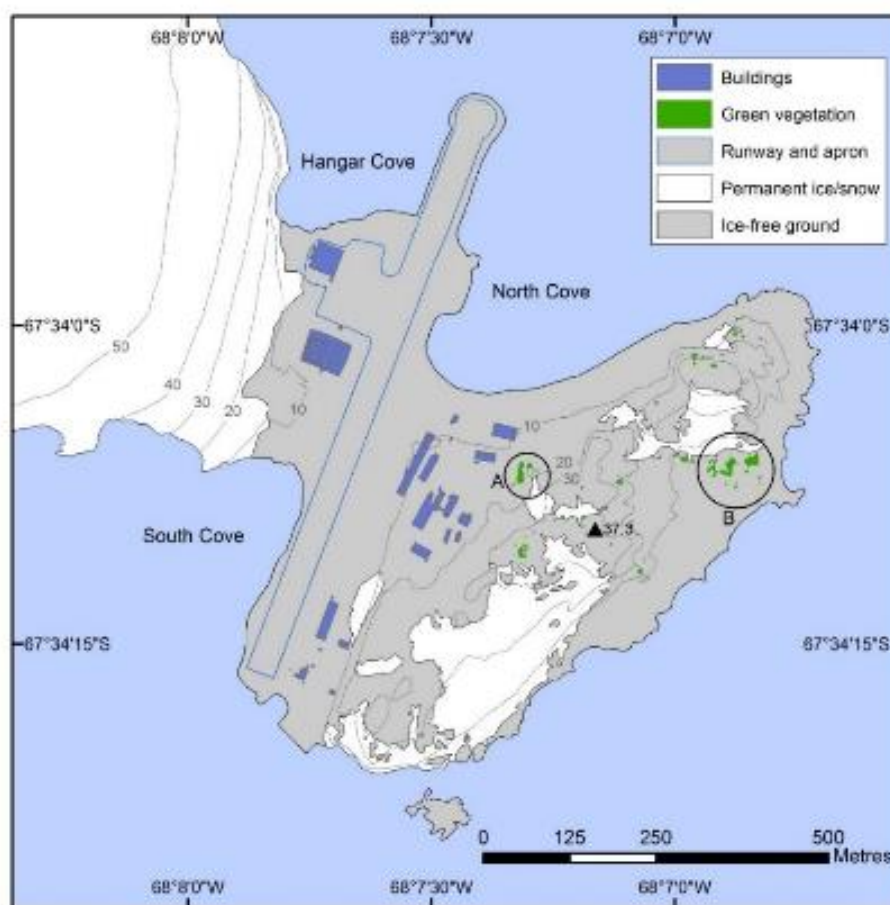 68°8'0"W 68°7'30"W 68°7'0"W
Buildings
Green vegetation
Runway and apron
Permanent ice/snow
Ice-free ground
Hangar Cove
North Cove
67°34'0"S 67°34'0"S
50
40
30
20
10
10
20
30
A
B
37.3
South Cove
67°34'15"S 67°34'15"S
0 125 250 500
Metres
68°8'0"W 68°7'30"W 68°7'0"W